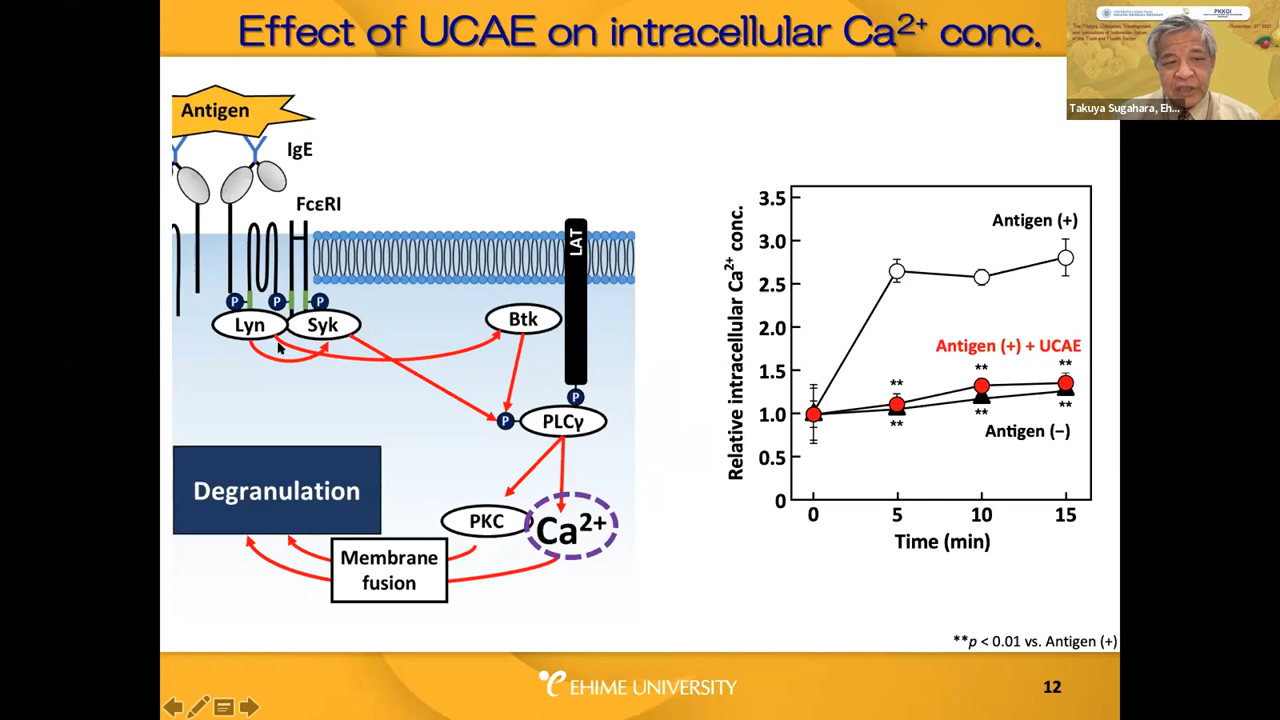 Effect of UCAE on intracellular Ca²⁺ conc.
PKKGI
Takuya Sugahara, Eh...
Antigen
IgE
FcεRI
LAT
P
P
P
Lyn
Syk
Btk
P
P
PLCγ
Degranulation
PKC
Ca²⁺
Membrane
fusion
Relative intracellular Ca²⁺ conc.
3.5
3.0
2.5
2.0
1.5
1.0
0.5
0
Antigen (+)
Antigen (+) + UCAE
**
**
**
**
**
**
Antigen (−)
0
5
10
15
Time (min)
**p < 0.01 vs. Antigen (+)
EHIME UNIVERSITY
12